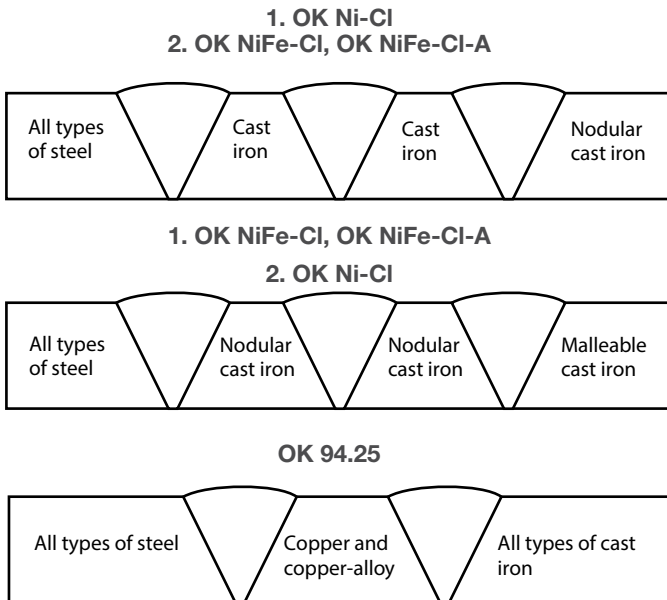 1. OK Ni-Cl
2. OK NiFe-Cl, OK NiFe-Cl-A
All types
of steel
Cast
iron
Cast
iron
Nodular
cast iron
1. OK NiFe-Cl, OK NiFe-Cl-A
2. OK Ni-Cl
All types
of steel
Nodular
cast iron
Nodular
cast iron
Malleable
cast iron
OK 94.25
All types of steel
Copper and
copper-alloy
All types of cast
iron